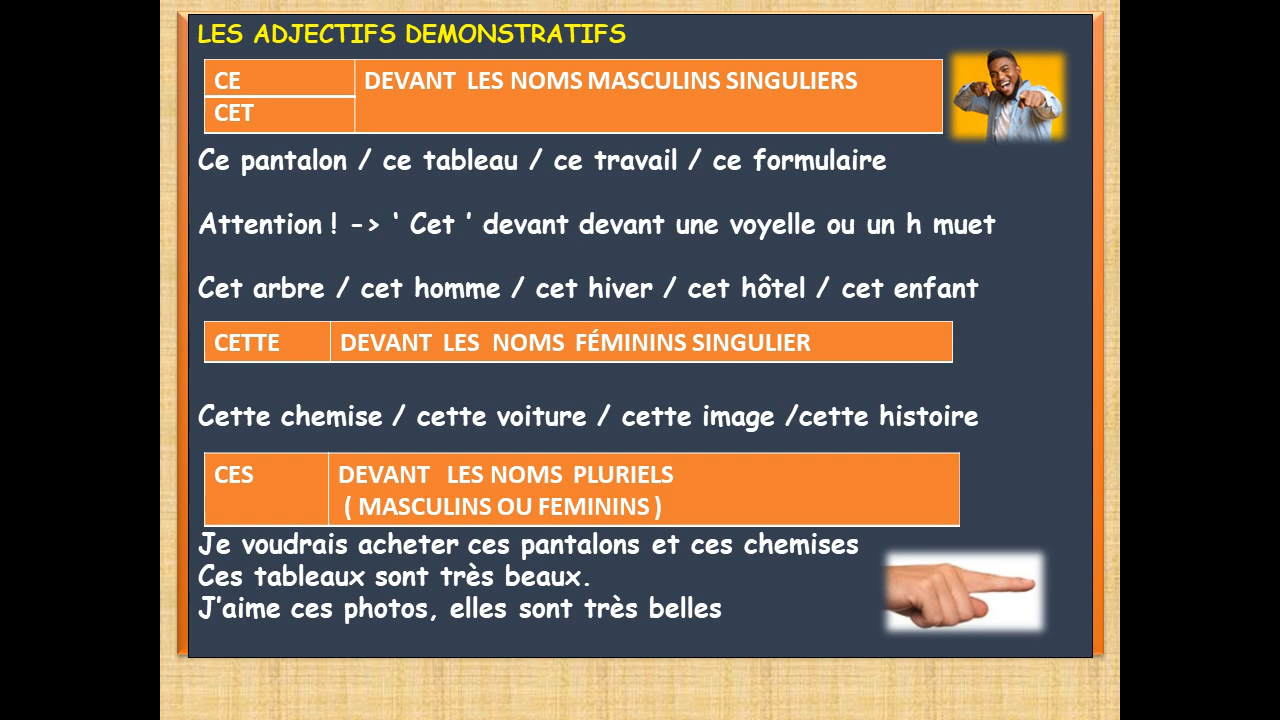 LES ADJECTIFS DEMONSTRATIFS
CE DEVANT LES NOMS MASCULINS SINGULIERS
CET
Ce pantalon / ce tableau / ce travail / ce formulaire
Attention ! -> ‘ Cet ’ devant devant une voyelle ou un h muet
Cet arbre / cet homme / cet hiver / cet hôtel / cet enfant
CETTE DEVANT LES NOMS FÉMININS SINGULIER
Cette chemise / cette voiture / cette image /cette histoire
CES DEVANT LES NOMS PLURIELS
( MASCULINS OU FEMININS )
Je voudrais acheter ces pantalons et ces chemises
Ces tableaux sont très beaux.
J’aime ces photos, elles sont très belles